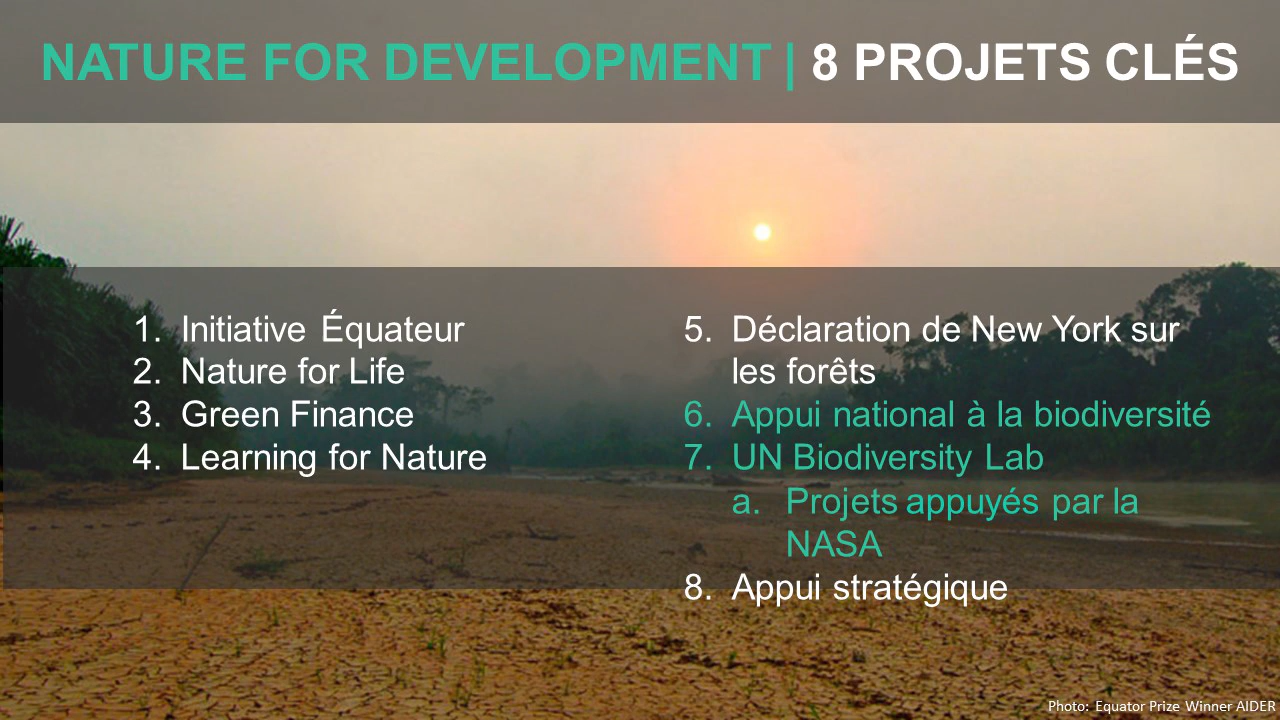 NATURE FOR DEVELOPMENT | 8 PROJETS CLÉS
1. Initiative Équateur
2. Nature for Life
3. Green Finance
4. Learning for Nature
5. Déclaration de New York sur
les forêts
6. Appui national à la biodiversité
7. UN Biodiversity Lab
a. Projets appuyés par la
NASA
8. Appui stratégique
Photo: Equator Prize Winner AIDER